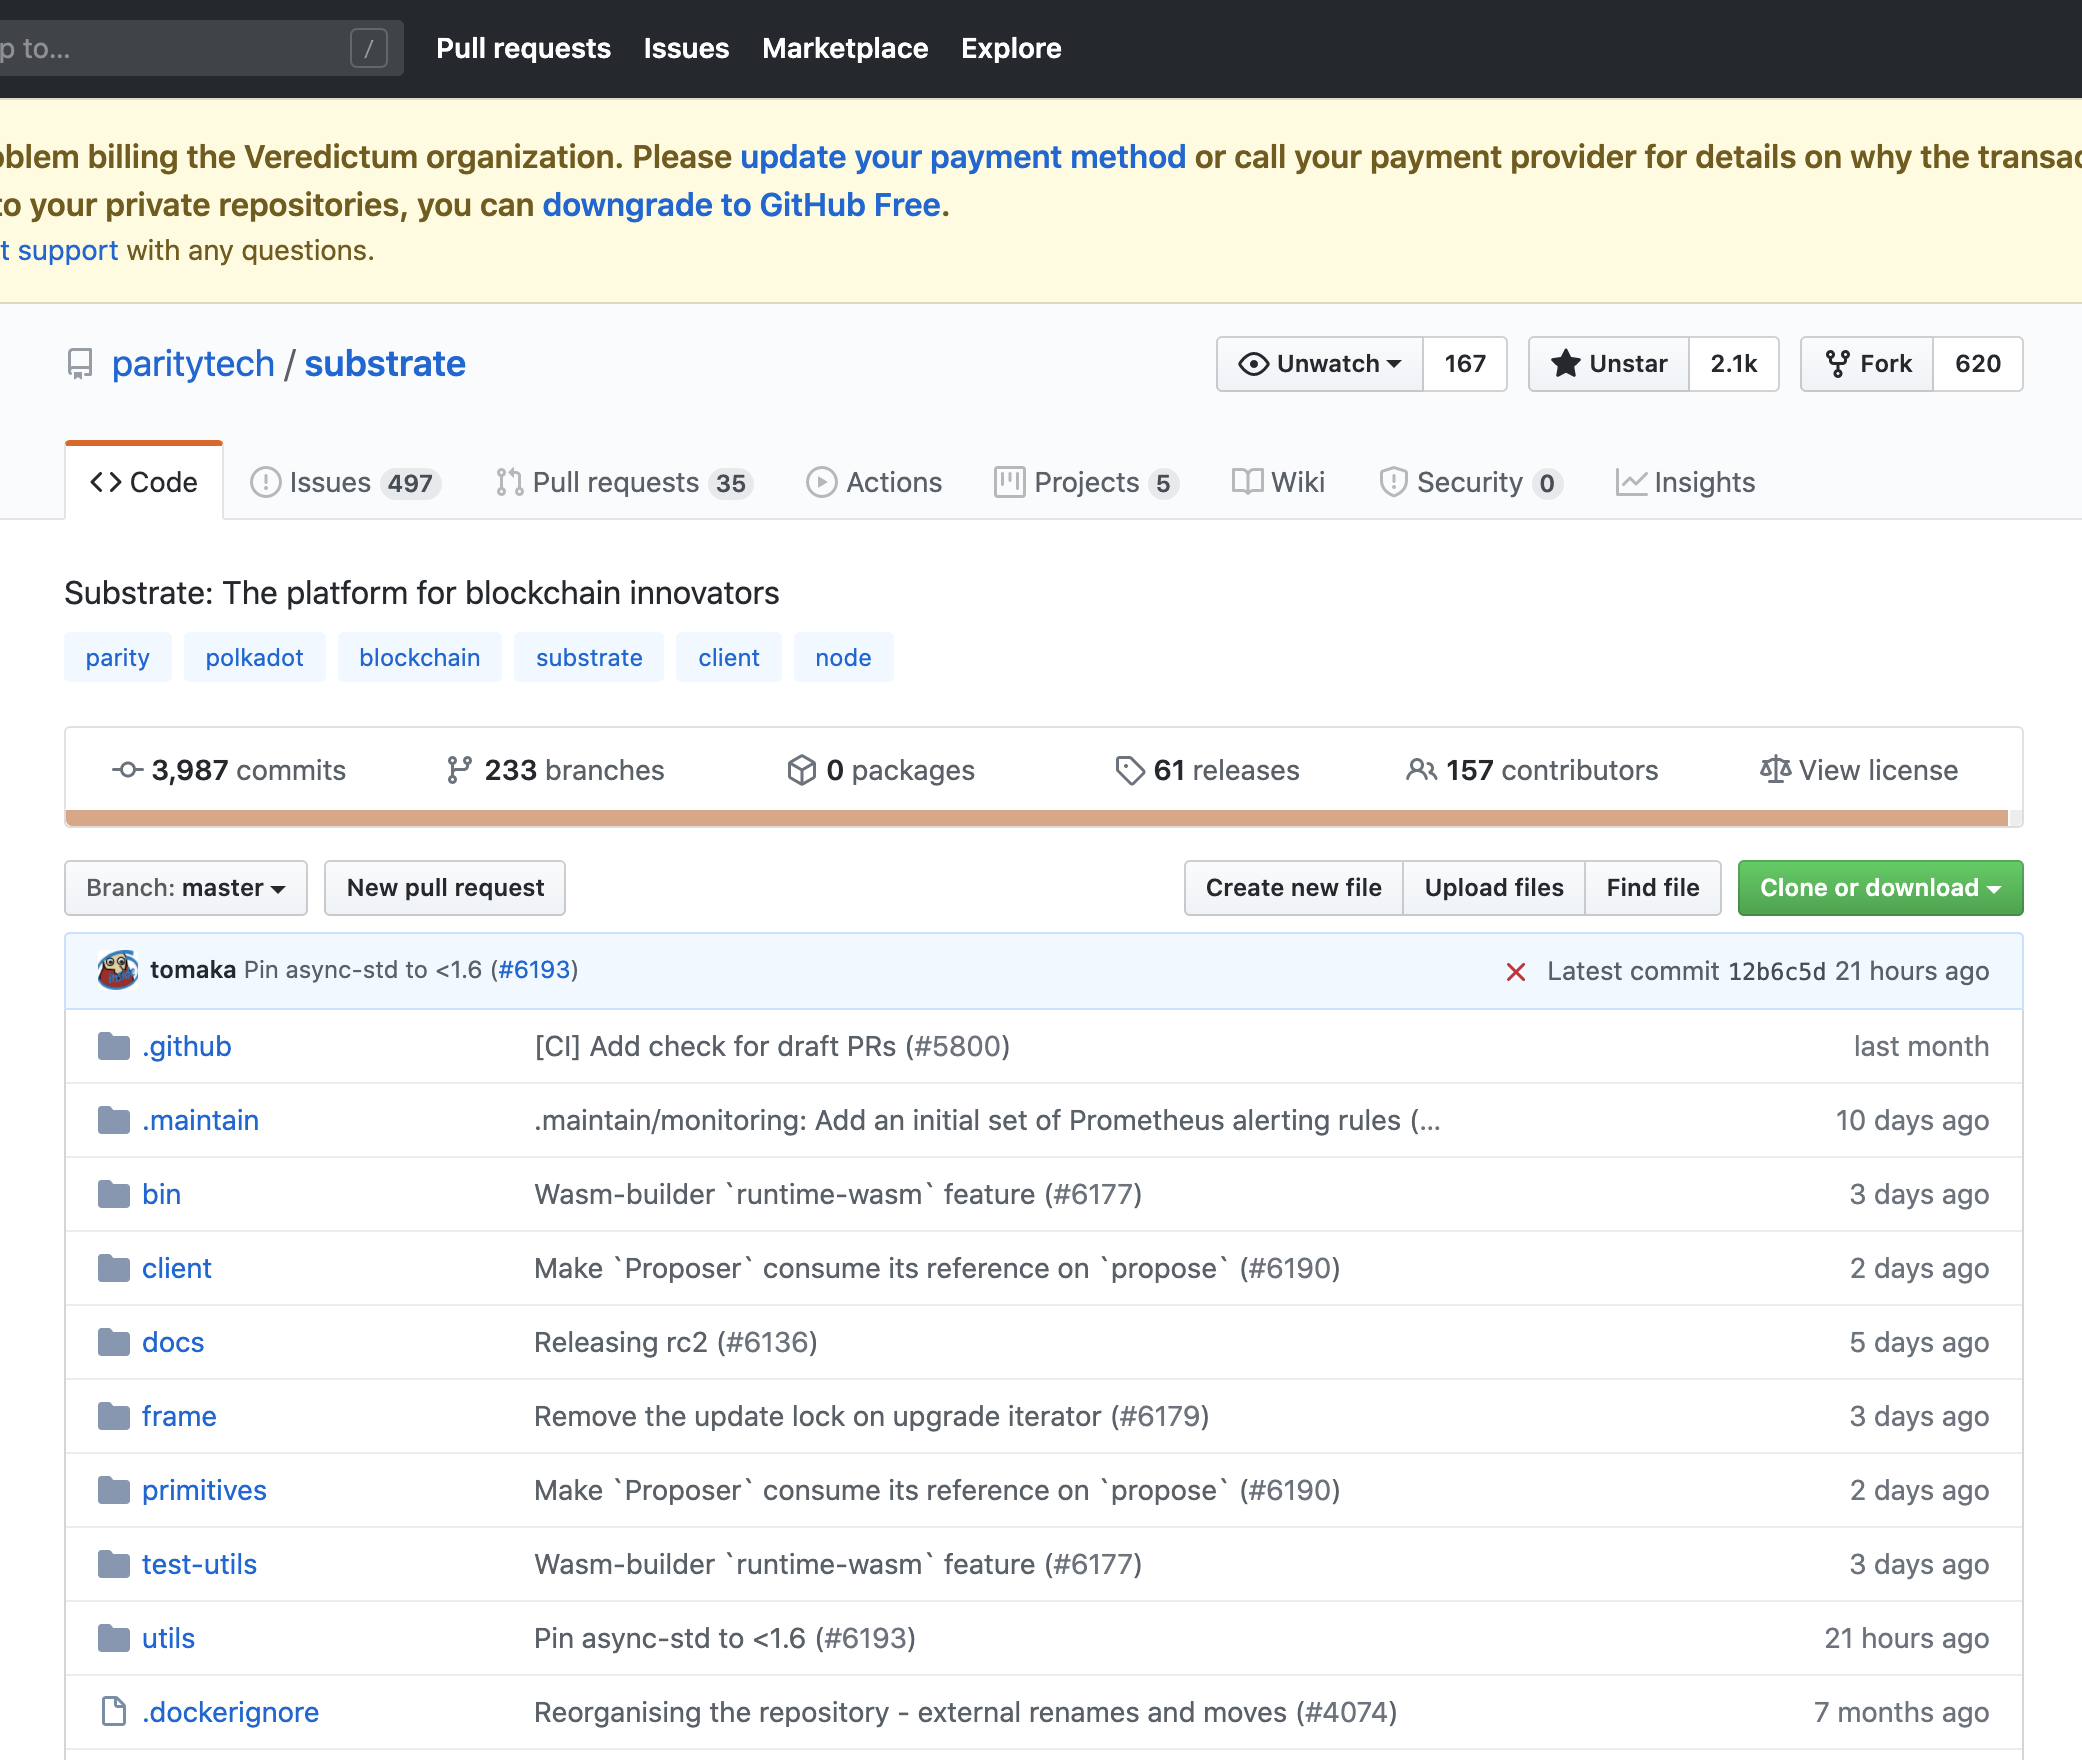 p to... /
Pull requests Issues Marketplace Explore
blem billing the Veredictum organization. Please update your payment method or call your payment provider for details on why the transac
to your private repositories, you can downgrade to GitHub Free.
t support with any questions.
paritytech / substrate
Unwatch 167 Unstar 2.1k Fork 620
Code Issues 497 Pull requests 35 Actions Projects 5 Wiki Security 0 Insights
Substrate: The platform for blockchain innovators
parity polkadot blockchain substrate client node
3,987 commits 233 branches 0 packages 61 releases 157 contributors View license
Branch: master New pull request Create new file Upload files Find file Clone or download
tomaka Pin async-std to <1.6 (#6193) Latest commit 12b6c5d 21 hours ago
.github [CI] Add check for draft PRs (#5800) last month
.maintain .maintain/monitoring: Add an initial set of Prometheus alerting rules (... 10 days ago
bin Wasm-builder `runtime-wasm` feature (#6177) 3 days ago
client Make `Proposer` consume its reference on `propose` (#6190) 2 days ago
docs Releasing rc2 (#6136) 5 days ago
frame Remove the update lock on upgrade iterator (#6179) 3 days ago
primitives Make `Proposer` consume its reference on `propose` (#6190) 2 days ago
test-utils Wasm-builder `runtime-wasm` feature (#6177) 3 days ago
utils Pin async-std to <1.6 (#6193) 21 hours ago
.dockerignore Reorganising the repository - external renames and moves (#4074) 7 months ago